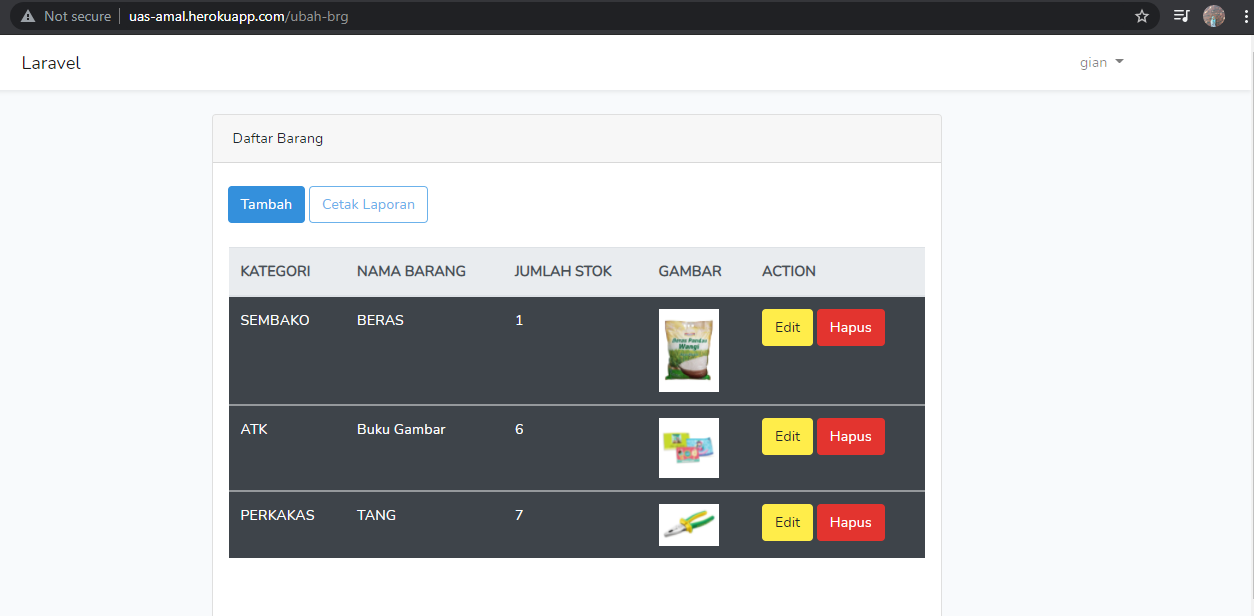 Not secure uas-amal.herokuapp.com/ubah-brg
Laravel gian
Daftar Barang
Tambah Cetak Laporan
KATEGORI NAMA BARANG JUMLAH STOK GAMBAR ACTION
SEMBAKO BERAS 1 Edit Hapus
Pandan
Wangi
ATK Buku Gambar 6 Edit Hapus
PERKAKAS TANG 7 Edit Hapus